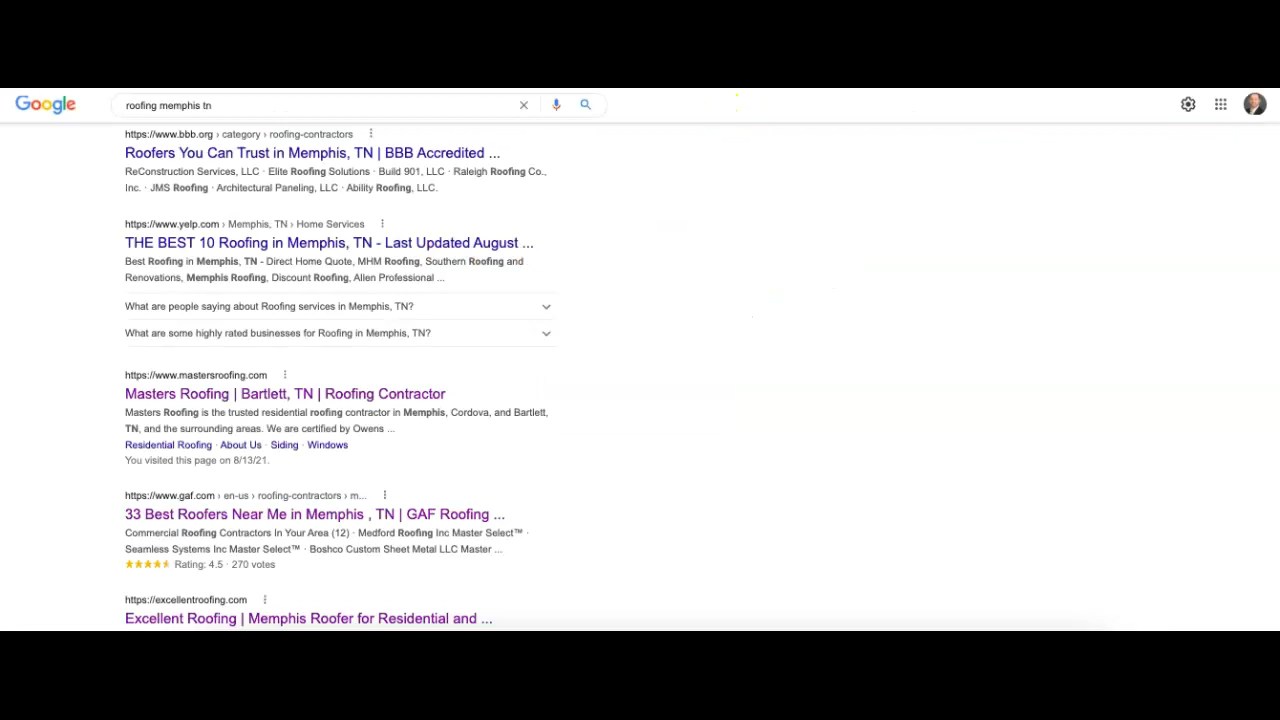 Google
roofing memphis tn
https://www.bbb.org › category › roofing-contractors
Roofers You Can Trust in Memphis, TN | BBB Accredited ...
ReConstruction Services, LLC · Elite Roofing Solutions · Build 901, LLC · Raleigh Roofing Co.,
Inc. · JMS Roofing · Architectural Paneling, LLC · Ability Roofing, LLC.
https://www.yelp.com › Memphis, TN › Home Services
THE BEST 10 Roofing in Memphis, TN - Last Updated August ...
Best Roofing in Memphis, TN - Direct Home Quote, MHM Roofing, Southern Roofing and
Renovations, Memphis Roofing, Discount Roofing, Allen Professional ...
What are people saying about Roofing services in Memphis, TN?
What are some highly rated businesses for Roofing in Memphis, TN?
https://www.mastersroofing.com
Masters Roofing | Bartlett, TN | Roofing Contractor
Masters Roofing is the trusted residential roofing contractor in Memphis, Cordova, and Bartlett,
TN, and the surrounding areas. We are certified by Owens ...
Residential Roofing · About Us · Siding · Windows
You visited this page on 8/13/21.
https://www.gaf.com › en-us › roofing-contractors › m...
33 Best Roofers Near Me in Memphis , TN | GAF Roofing ...
Commercial Roofing Contractors In Your Area (12) · Medford Roofing Inc Master Select™ ·
Seamless Systems Inc Master Select™ · Boshco Custom Sheet Metal LLC Master ...
Rating: 4.5 · 270 votes
https://excellentroofing.com
Excellent Roofing | Memphis Roofer for Residential and ...